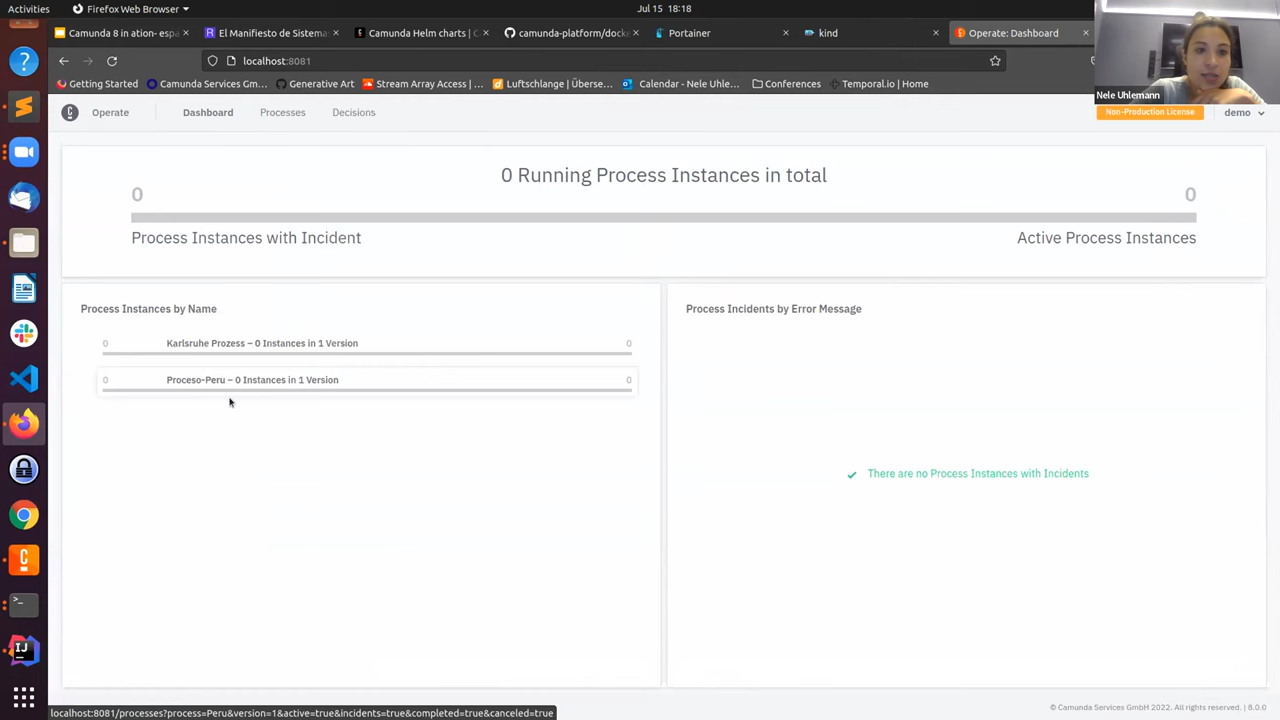 Activities
Firefox Web Browser
Jul 15 18:18
Camunda 8 in ation- espa
El Manifiesto de Sistema
Camunda Helm charts | C
camunda-platform/docke
Portainer
kind
Operate: Dashboard
localhost:8081
Getting Started
Camunda Services Gm...
Generative Art
Stream Array Access | ...
Luftschlange | Überse...
Calendar - Nele Uhle...
Conferences
Temporal.io | Home
Nele Uhlemann
Operate
Dashboard
Processes
Decisions
Non-Production License
demo
0 Running Process Instances in total
0
0
Process Instances with Incident
Active Process Instances
Process Instances by Name
0 Karlsruhe Prozess – 0 Instances in 1 Version 0
0 Proceso-Peru – 0 Instances in 1 Version 0
Process Incidents by Error Message
There are no Process Instances with Incidents
© Camunda Services GmbH 2022. All rights reserved. | 8.0.0
localhost:8081/processes?process=Peru&version=1&active=true&incidents=true&completed=true&canceled=true